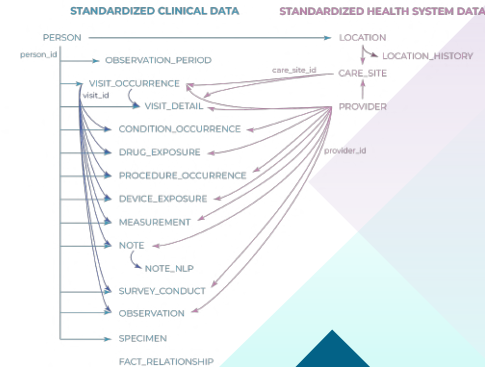 STANDARDIZED CLINICAL DATA
STANDARDIZED HEALTH SYSTEM DATA
PERSON
LOCATION
person_id
LOCATION_HISTORY
OBSERVATION_PERIOD
care_site_id
CARE_SITE
VISIT_OCCURRENCE
visit_id
VISIT_DETAIL
PROVIDER
CONDITION_OCCURRENCE
DRUG_EXPOSURE
provider_id
PROCEDURE_OCCURRENCE
DEVICE_EXPOSURE
MEASUREMENT
NOTE
NOTE_NLP
SURVEY_CONDUCT
OBSERVATION
SPECIMEN
FACT_RELATIONSHIP